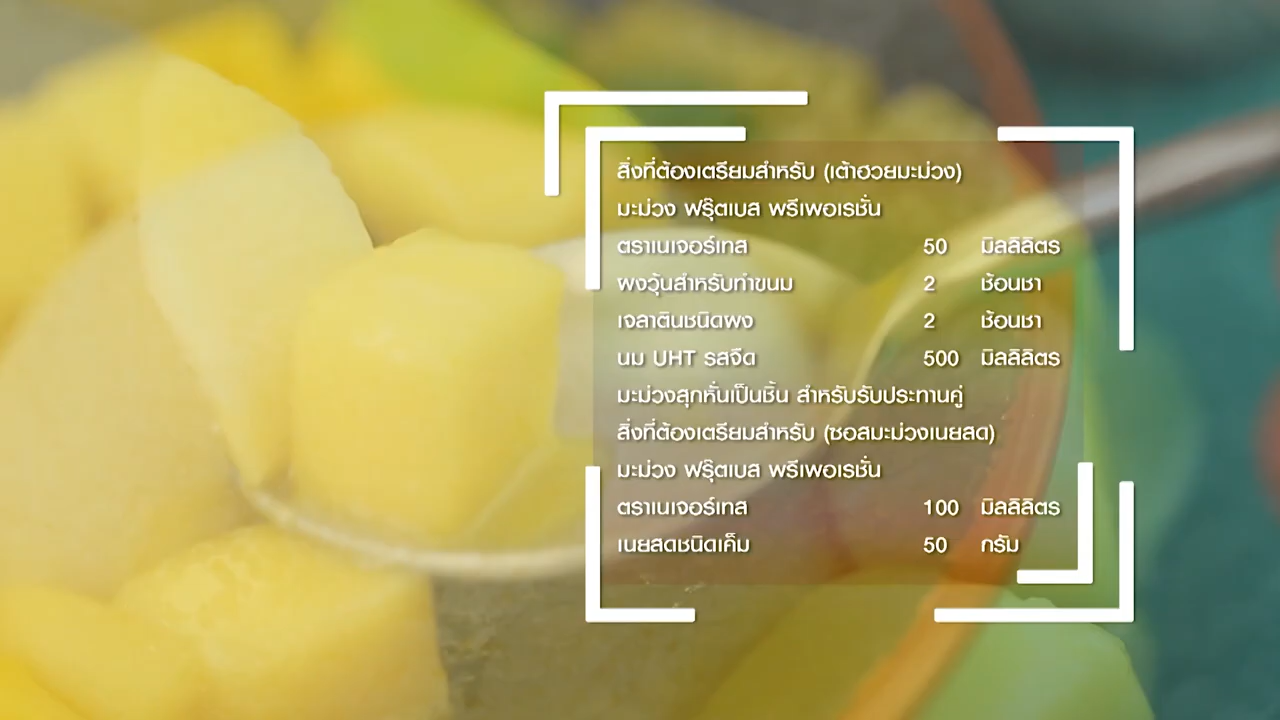 สิ่งที่ต้องเตรียมสำหรับ (เต้าฮวยมะม่วง)
มะม่วง ฟรุ๊ตเบส พรีเพอเรชั่น
ตราเนเจอร์เทส 50 มิลลิลิตร
ผงวุ้นสำหรับทำขนม 2 ช้อนชา
เจลาตินชนิดผง 2 ช้อนชา
นม UHT รสจืด 500 มิลลิลิตร
มะม่วงสุกหั่นเป็นชิ้น สำหรับรับประทานคู่
สิ่งที่ต้องเตรียมสำหรับ (ซอสมะม่วงเนยสด)
มะม่วง ฟรุ๊ตเบส พรีเพอเรชั่น
ตราเนเจอร์เทส 100 มิลลิลิตร
เนยสดชนิดเค็ม 50 กรัม